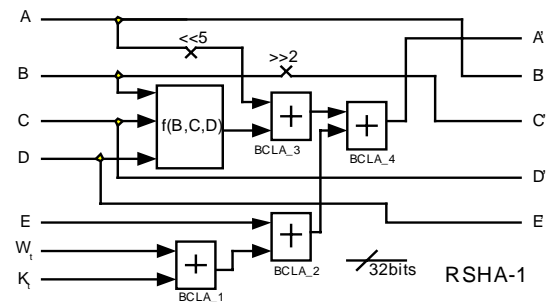 A
<<5
A'
B
>>2
B'
C
f(B,C,D)
+
+
C'
D
BCLA_3
BCLA_4
D'
E
+
E'
Wt
BCLA_2
Kt
+
32bits
RSHA-1
BCLA_1